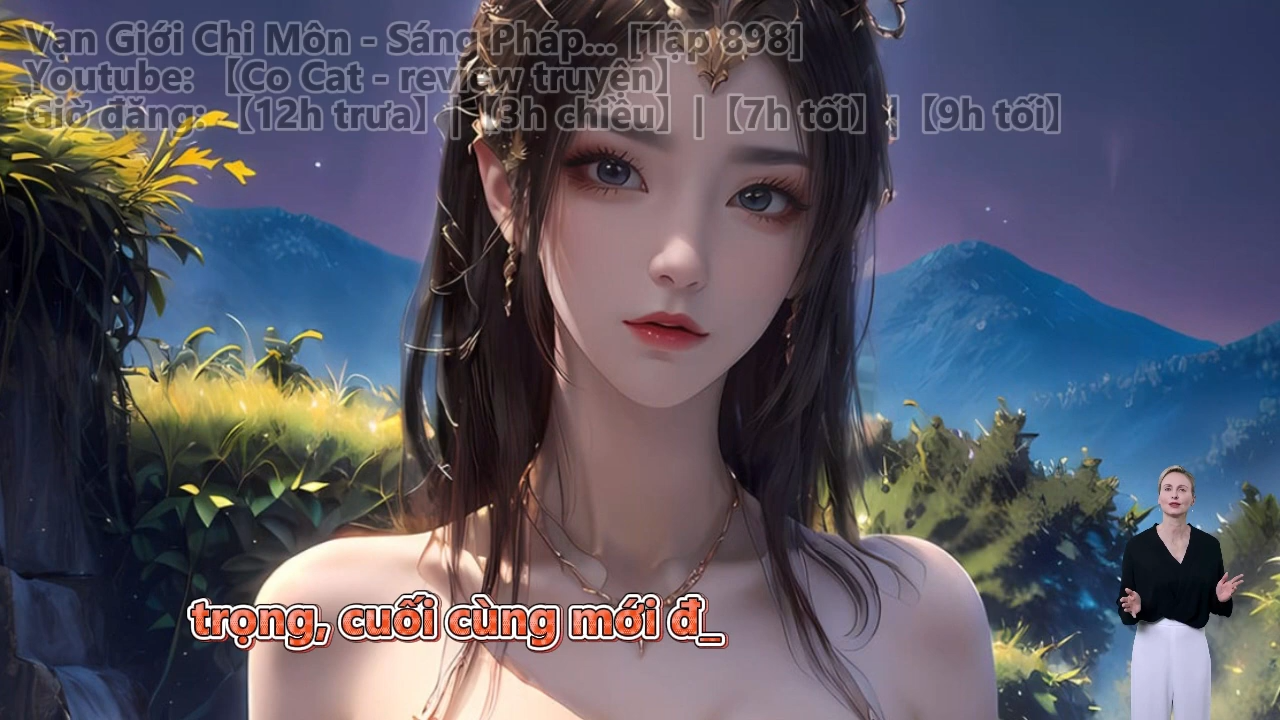 Vạn Giới Chi Môn - Sáng Pháp... [Tập 898]
Youtube: 【Co Cat - review truyện】
Giờ đăng: 【12h trưa】 | 【3h chiều】 | 【7h tối】 | 【9h tối】
trọng, cuối cùng mới đ_